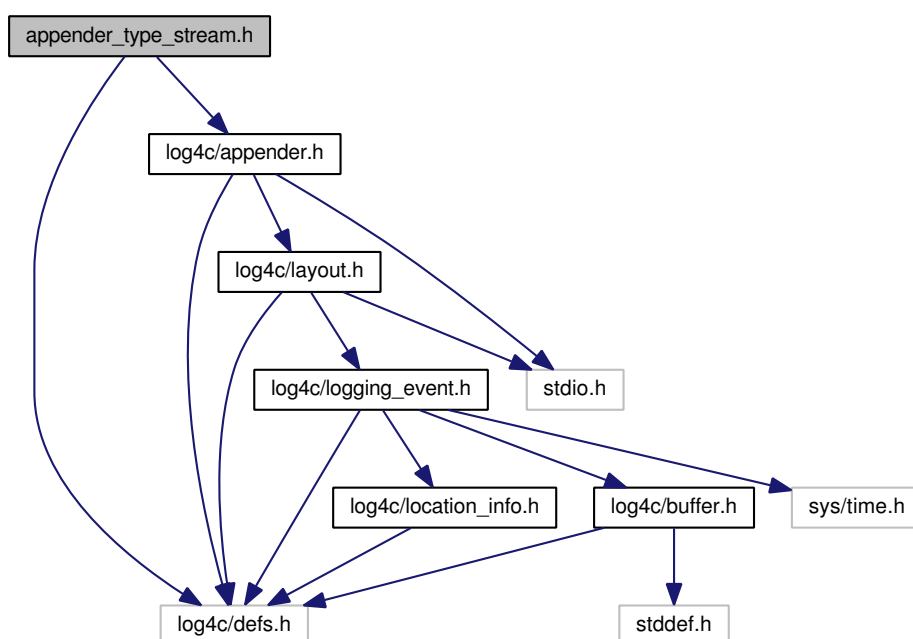 appender_type_stream.h
log4c/appender.h
log4c/layout.h
log4c/logging_event.h
stdio.h
log4c/location_info.h
log4c/buffer.h
sys/time.h
log4c/defs.h
stddef.h